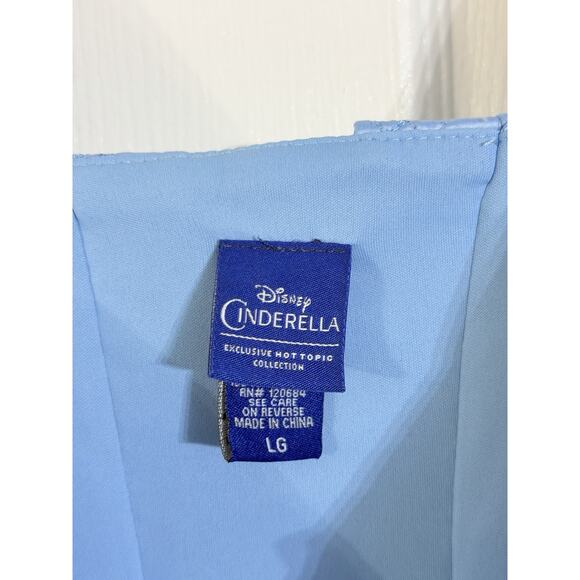 Disney
CINDERELLA
EXCLUSIVE HOT TOPIC
COLLECTION
RN# 120684
SEE CARE
ON REVERSE
MADE IN CHINA
LG